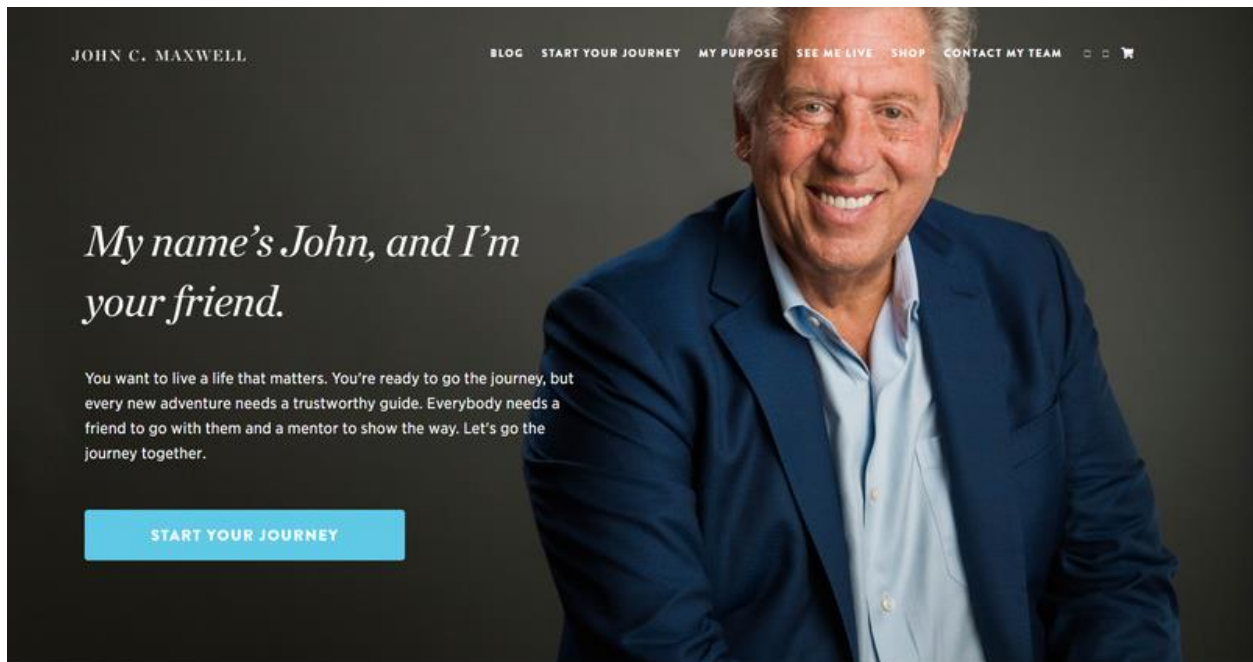 JOHN C. MAXWELL
BLOG START YOUR JOURNEY MY PURPOSE SEE ME LIVE SHOP CONTACT MY TEAM
My name's John, and I'm
your friend.
You want to live a life that matters. You're ready to go the journey, but
every new adventure needs a trustworthy guide. Everybody needs a
friend to go with them and a mentor to show the way. Let's go the
journey together.
START YOUR JOURNEY